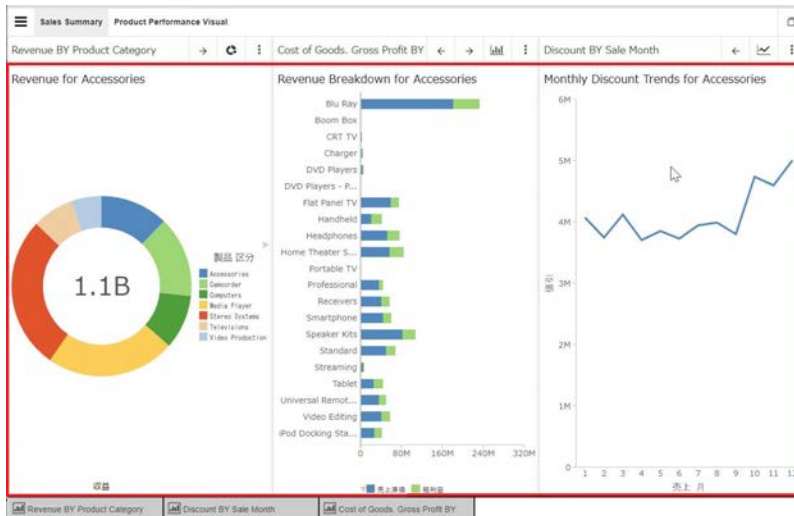 Sales Summary Product Performance Visual
Revenue BY Product Category
Cost of Goods. Gross Profit BY
Discount BY Sale Month
Revenue for Accessories
1.1B
製品 区分
Accessories
Camcorder
Computers
Media Player
Stereo Systems
Televisions
Video Production
収益
Revenue Breakdown for Accessories
Blu Ray
Boom Box
CRT TV
Charger
DVD Players
DVD Players - P...
Flat Panel TV
Handheld
Headphones
Home Theater S...
Portable TV
Professional
Receivers
Smartphone
Speaker Kits
Standard
Streaming
Tablet
Universal Remot...
Video Editing
iPod Docking Sta...
0 80M 160M 240M 320M
売上原価 粗利益
Monthly Discount Trends for Accessories
6M
5M
4M
3M
2M
1M
0
値引
1 2 3 4 5 6 7 8 9 10 11 12
売上 月
Revenue BY Product Category
Discount BY Sale Month
Cost of Goods. Gross Profit BY